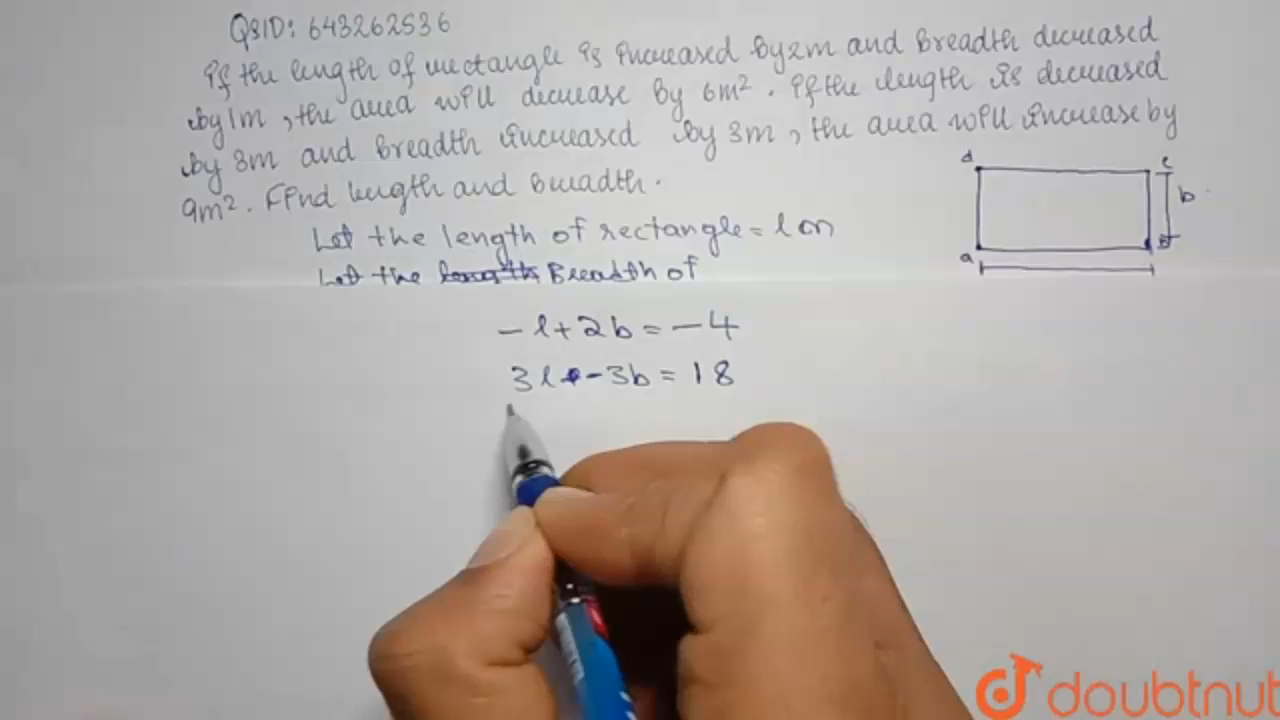 QSID: 643262536
If the length of rectangle is increased by 2m and Breadth decreased
by 1m, the area will decrease by 6m². If the length is decreased
by 3m and Breadth increased by 3m, the area will increase by
9m². Find length and Breadth.
Let the length of rectangle = l m
Let the Breadth of
-l+2b=-4
3l-3b=18
d c
b
a
doubtnut